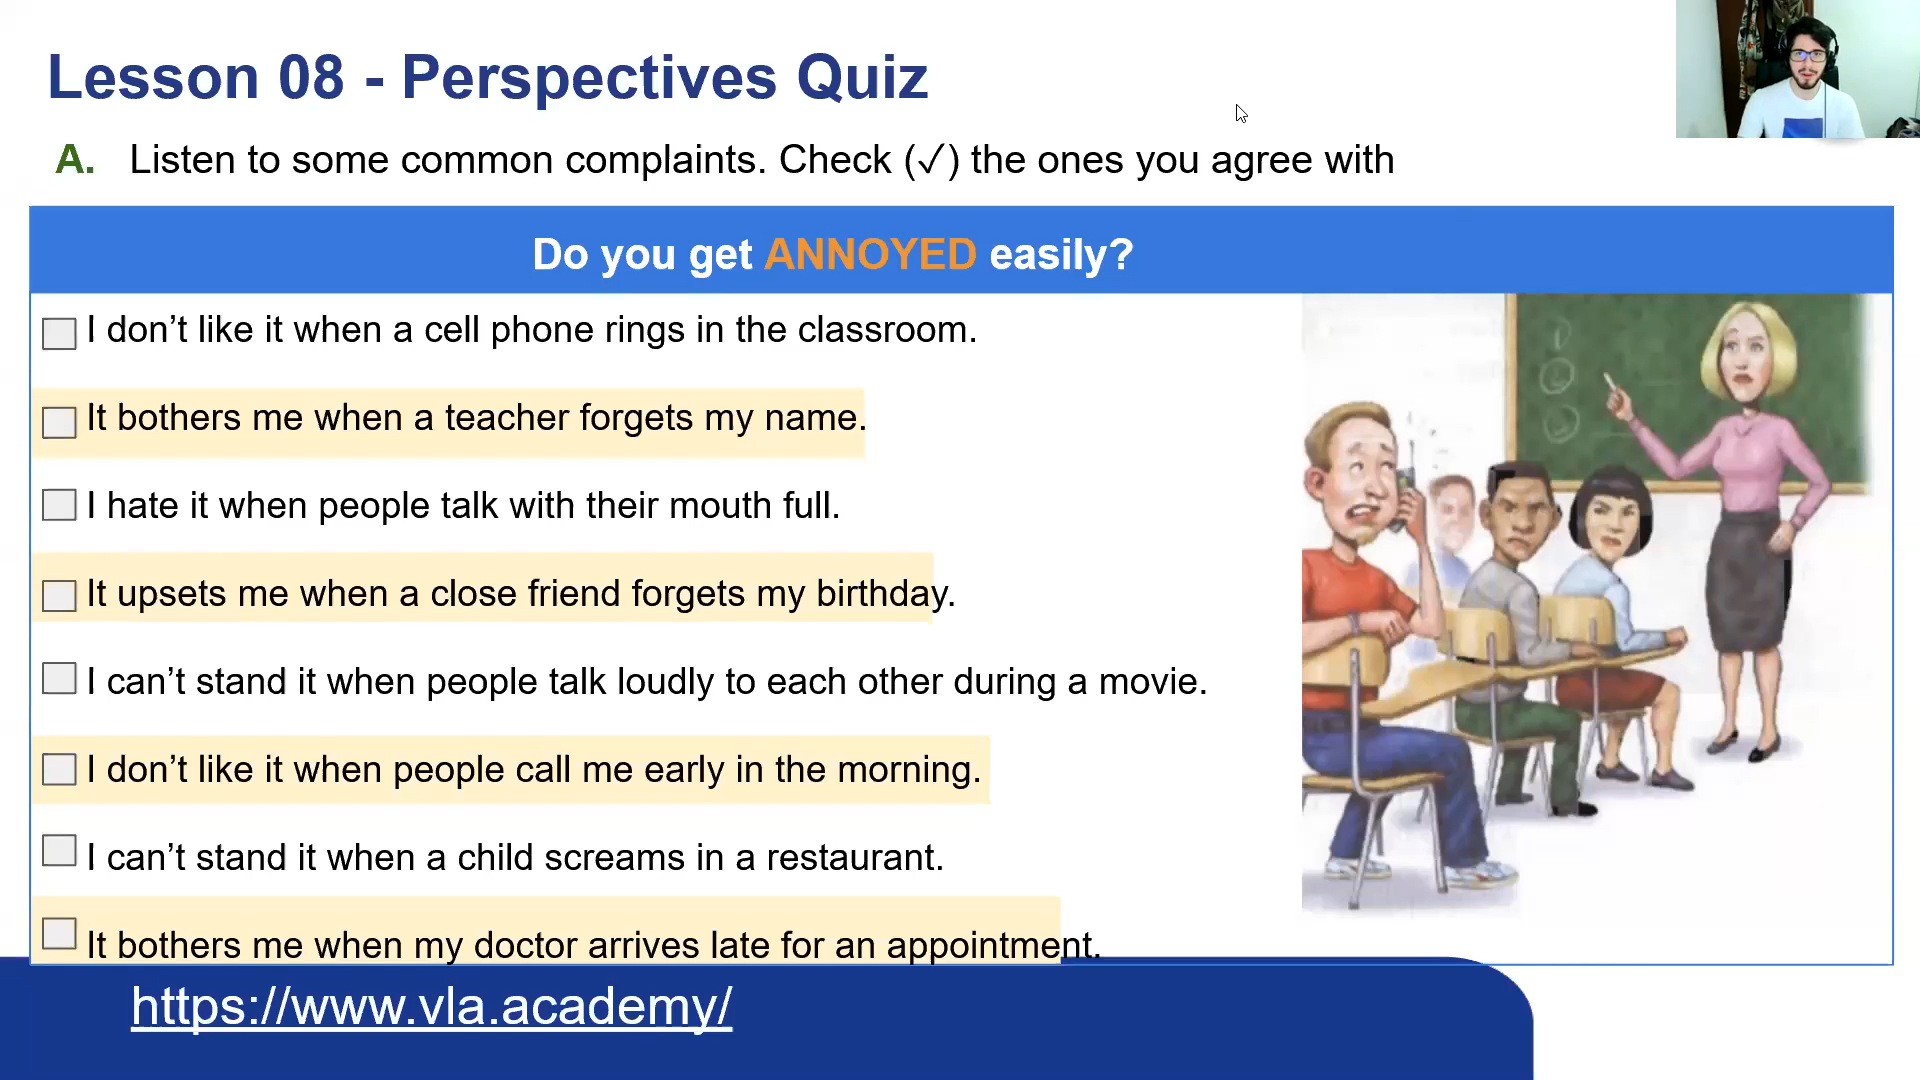 Lesson 08 - Perspectives Quiz
A. Listen to some common complaints. Check (✓) the ones you agree with
Do you get ANNOYED easily?
I don’t like it when a cell phone rings in the classroom.
It bothers me when a teacher forgets my name.
I hate it when people talk with their mouth full.
It upsets me when a close friend forgets my birthday.
I can’t stand it when people talk loudly to each other during a movie.
I don’t like it when people call me early in the morning.
I can’t stand it when a child screams in a restaurant.
It bothers me when my doctor arrives late for an appointment.
https://www.vla.academy/